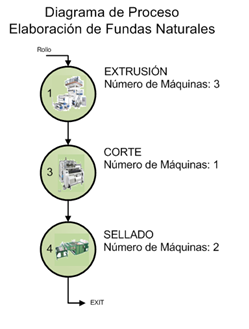 Diagrama de Proceso
Elaboración de Fundas Naturales
Rollo
1
EXTRUSIÓN
Número de Máquinas: 3
3
CORTE
Número de Máquinas: 1
4
SELLADO
Número de Máquinas: 2
EXIT